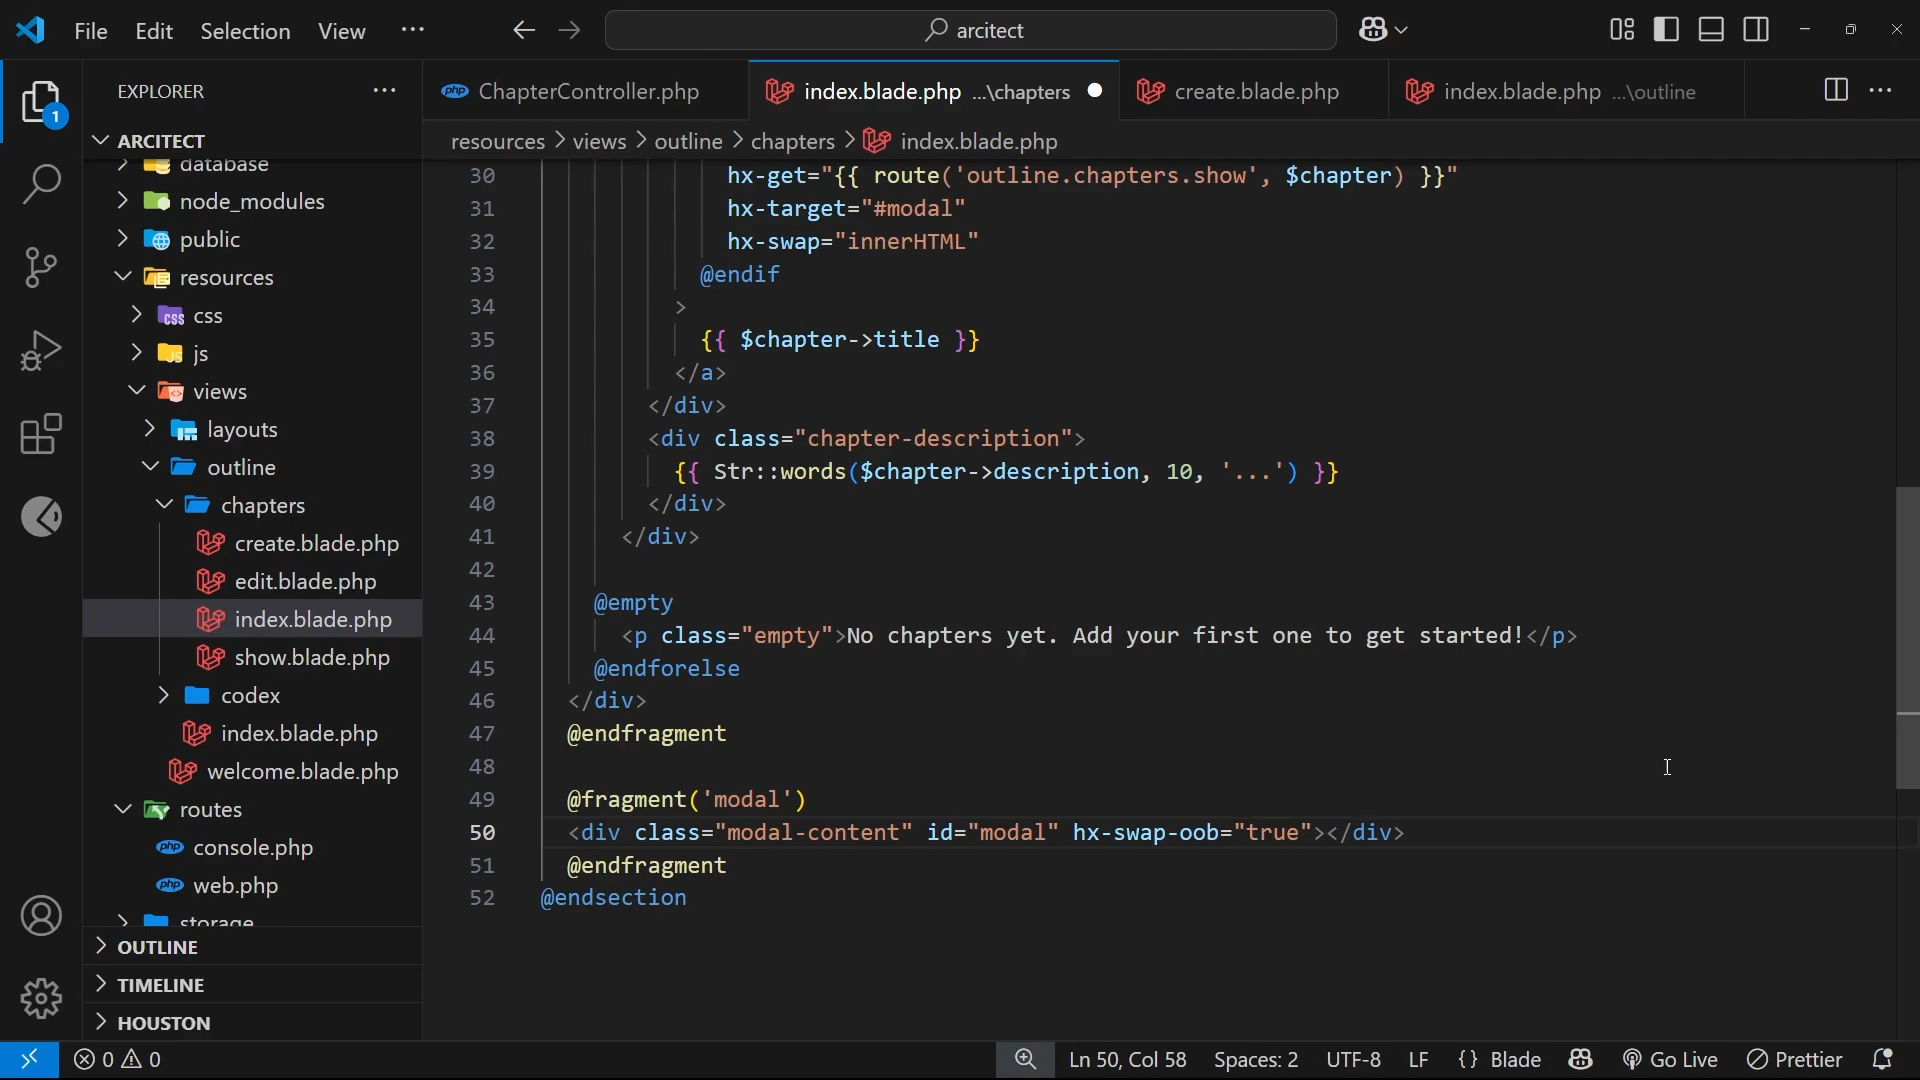 File Edit Selection View ··· arcitect
EXPLORER ···
ChapterController.php index.blade.php ...\chapters create.blade.php index.blade.php ...\outline ···
1
ARCITECT
resources > views > outline > chapters > index.blade.php
database
node_modules
public
resources
css
js
views
layouts
outline
chapters
create.blade.php
edit.blade.php
index.blade.php
show.blade.php
codex
index.blade.php
welcome.blade.php
routes
console.php
web.php
storage
OUTLINE
TIMELINE
HOUSTON
30 hx-get="{{ route('outline.chapters.show', $chapter) }}"
31 hx-target="#modal"
32 hx-swap="innerHTML"
33 @endif
34 >
35 {{ $chapter->title }}
36 </a>
37 </div>
38 <div class="chapter-description">
39 {{ Str::words($chapter->description, 10, '...') }}
40 </div>
41 </div>
42
43 @empty
44 <p class="empty">No chapters yet. Add your first one to get started!</p>
45 @endforelse
46 </div>
47 @endfragment
48
49 @fragment('modal')
50 <div class="modal-content" id="modal" hx-swap-oob="true"></div>
51 @endfragment
52 @endsection
0 0 Ln 50, Col 58 Spaces: 2 UTF-8 LF {} Blade Go Live Prettier